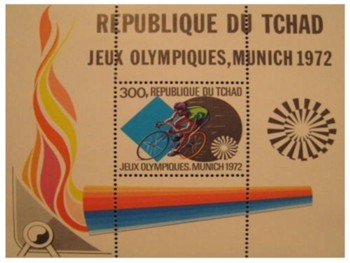 REPUBLIQUE DU TCHAD
JEUX OLYMPIQUES, MUNICH 1972
300F REPUBLIQUE DU TCHAD
JEUX OLYMPIQUES, MUNICH 1972